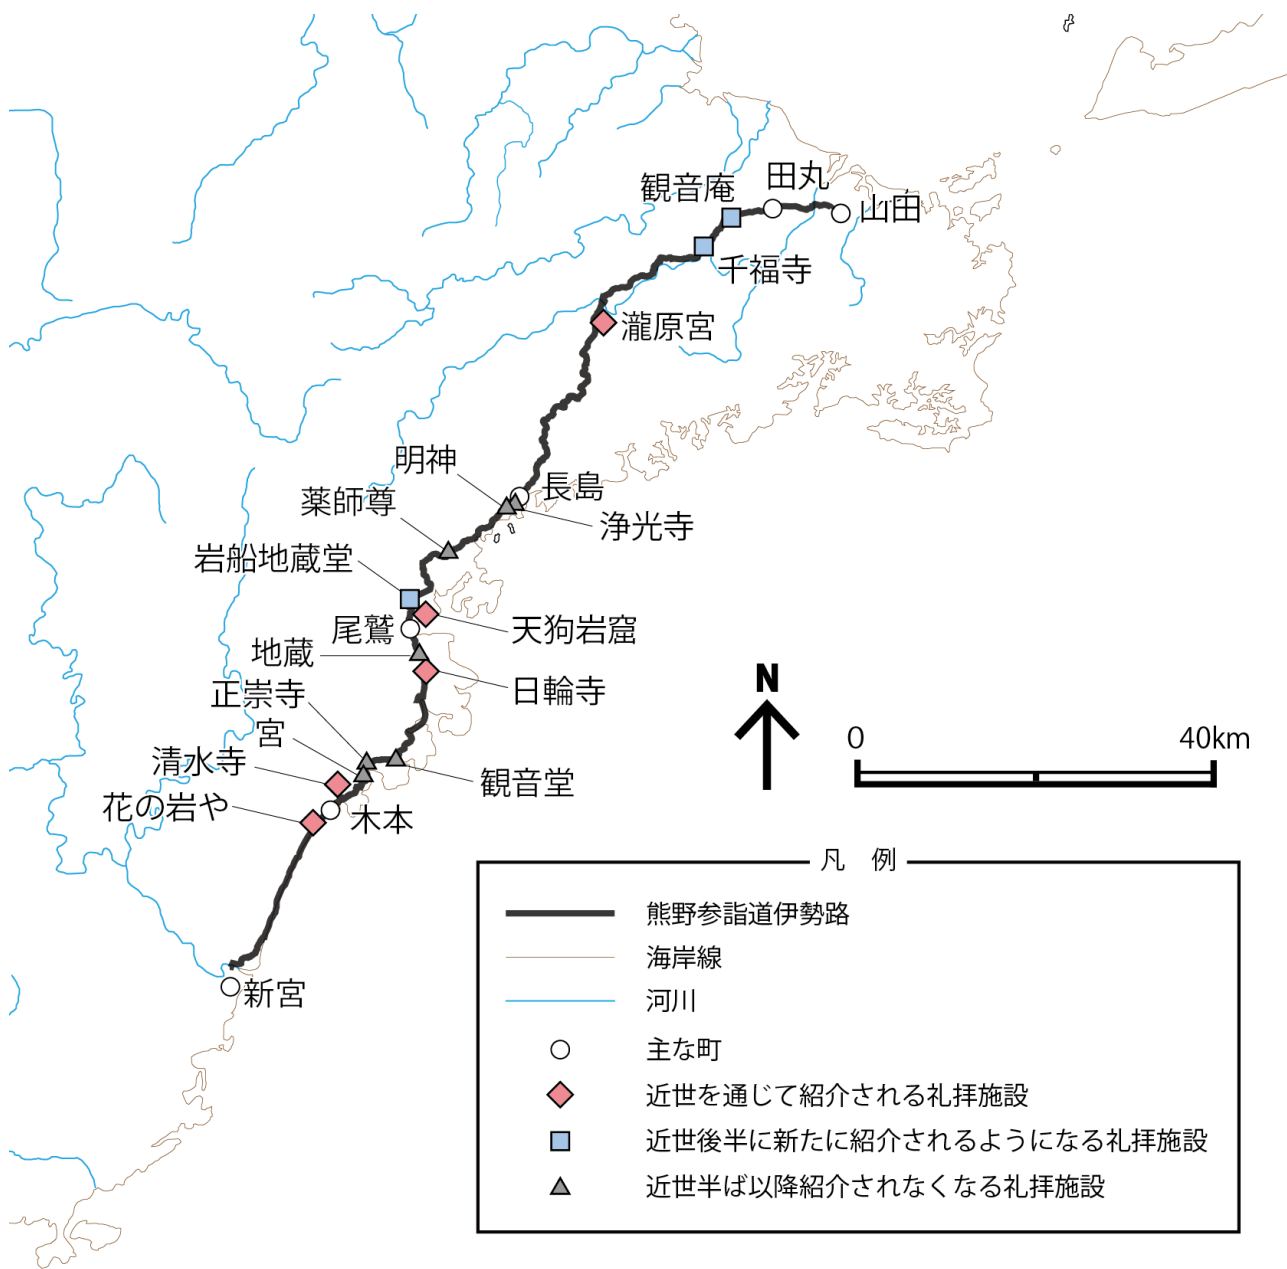 田丸
観音庵
山田
千福寺
瀧原宮
明神
長島
薬師尊
浄光寺
岩船地蔵堂
尾鷲
天狗岩窟
地蔵
日輪寺
正崇寺
宮
清水寺
観音堂
花の岩や
木本
新宮
N
0 40km
凡 例
熊野参詣道伊勢路
海岸線
河川
主な町
近世を通じて紹介される礼拝施設
近世後半に新たに紹介されるようになる礼拝施設
近世半ば以降紹介されなくなる礼拝施設